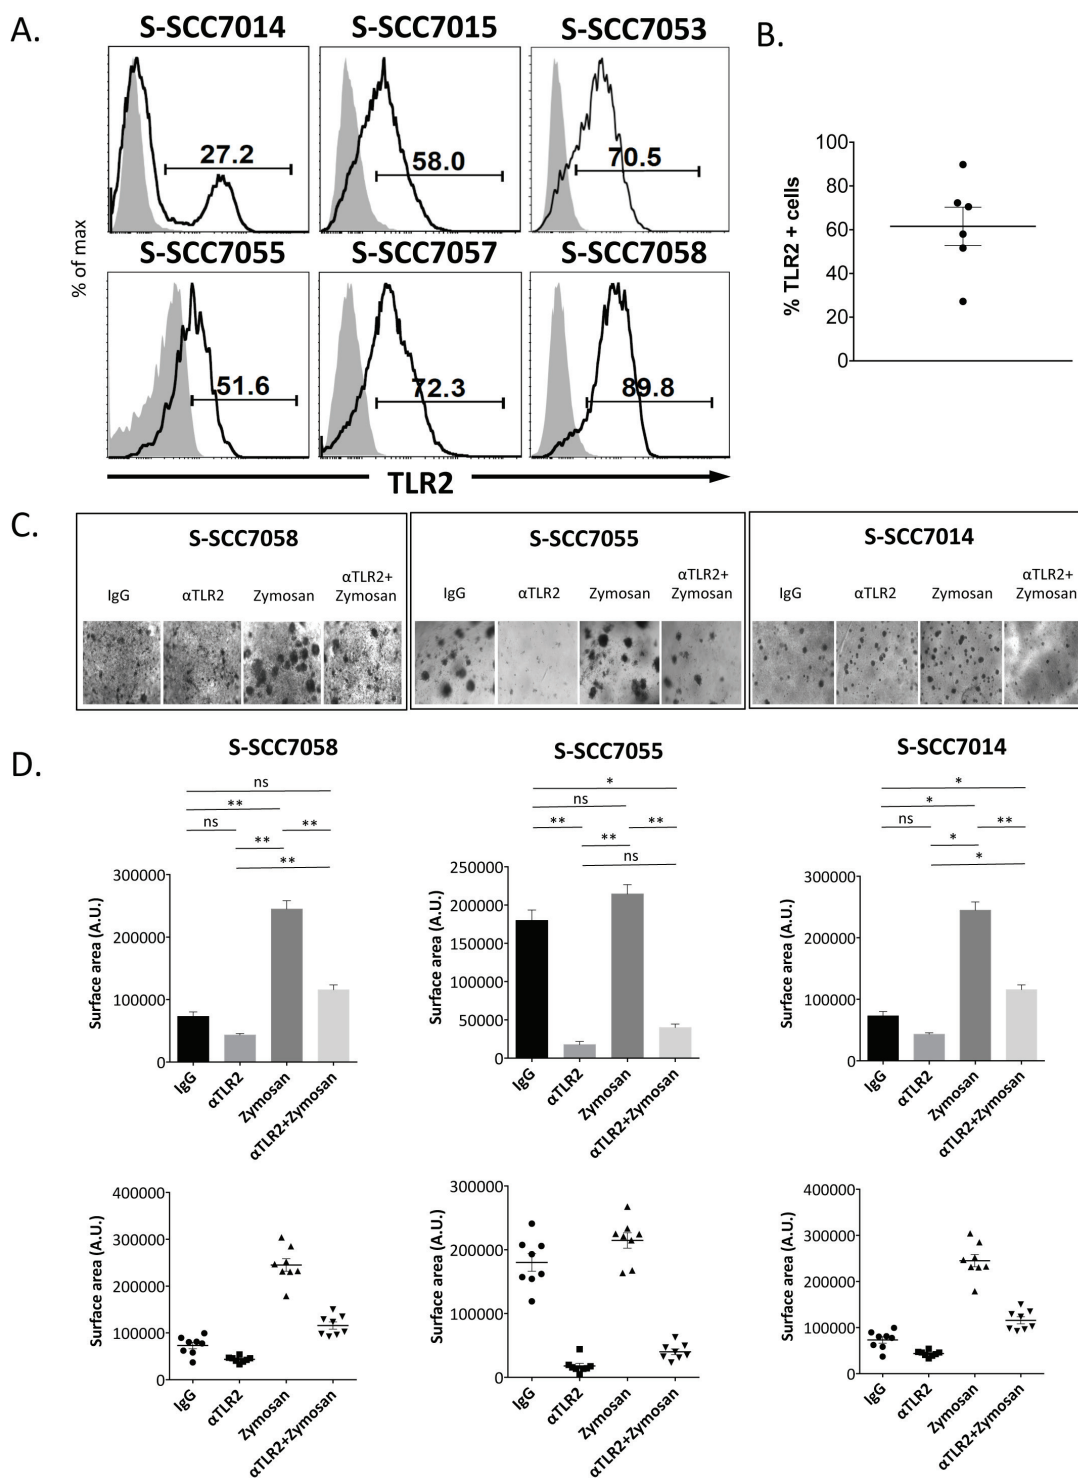 A.
S-SCC7014 S-SCC7015 S-SCC7053
27.2 58.0 70.5
S-SCC7055 S-SCC7057 S-SCC7058
51.6 72.3 89.8
% of max
TLR2
B.
% TLR2 + cells
100
80
60
40
20
0
C.
S-SCC7058
IgG αTLR2 Zymosan αTLR2+
Zymosan
S-SCC7055
IgG αTLR2 Zymosan αTLR2+
Zymosan
S-SCC7014
IgG αTLR2 Zymosan αTLR2+
Zymosan
D.
S-SCC7058
ns
**
ns **
**
**
Surface area (A.U.)
300000
200000
100000
0
IgG αTLR2 Zymosan αTLR2+Zymosan
S-SCC7055
*
ns
** **
**
ns
Surface area (A.U.)
250000
200000
150000
100000
50000
0
IgG αTLR2 Zymosan αTLR2+Zymosan
S-SCC7014
*
*
ns **
*
*
Surface area (A.U.)
300000
200000
100000
0
IgG αTLR2 Zymosan αTLR2+Zymosan
Surface area (A.U.)
400000
300000
200000
100000
0
IgG αTLR2 Zymosan αTLR2+Zymosan
Surface area (A.U.)
300000
200000
100000
0
IgG αTLR2 Zymosan αTLR2+Zymosan
Surface area (A.U.)
400000
300000
200000
100000
0
IgG αTLR2 Zymosan αTLR2+Zymosan